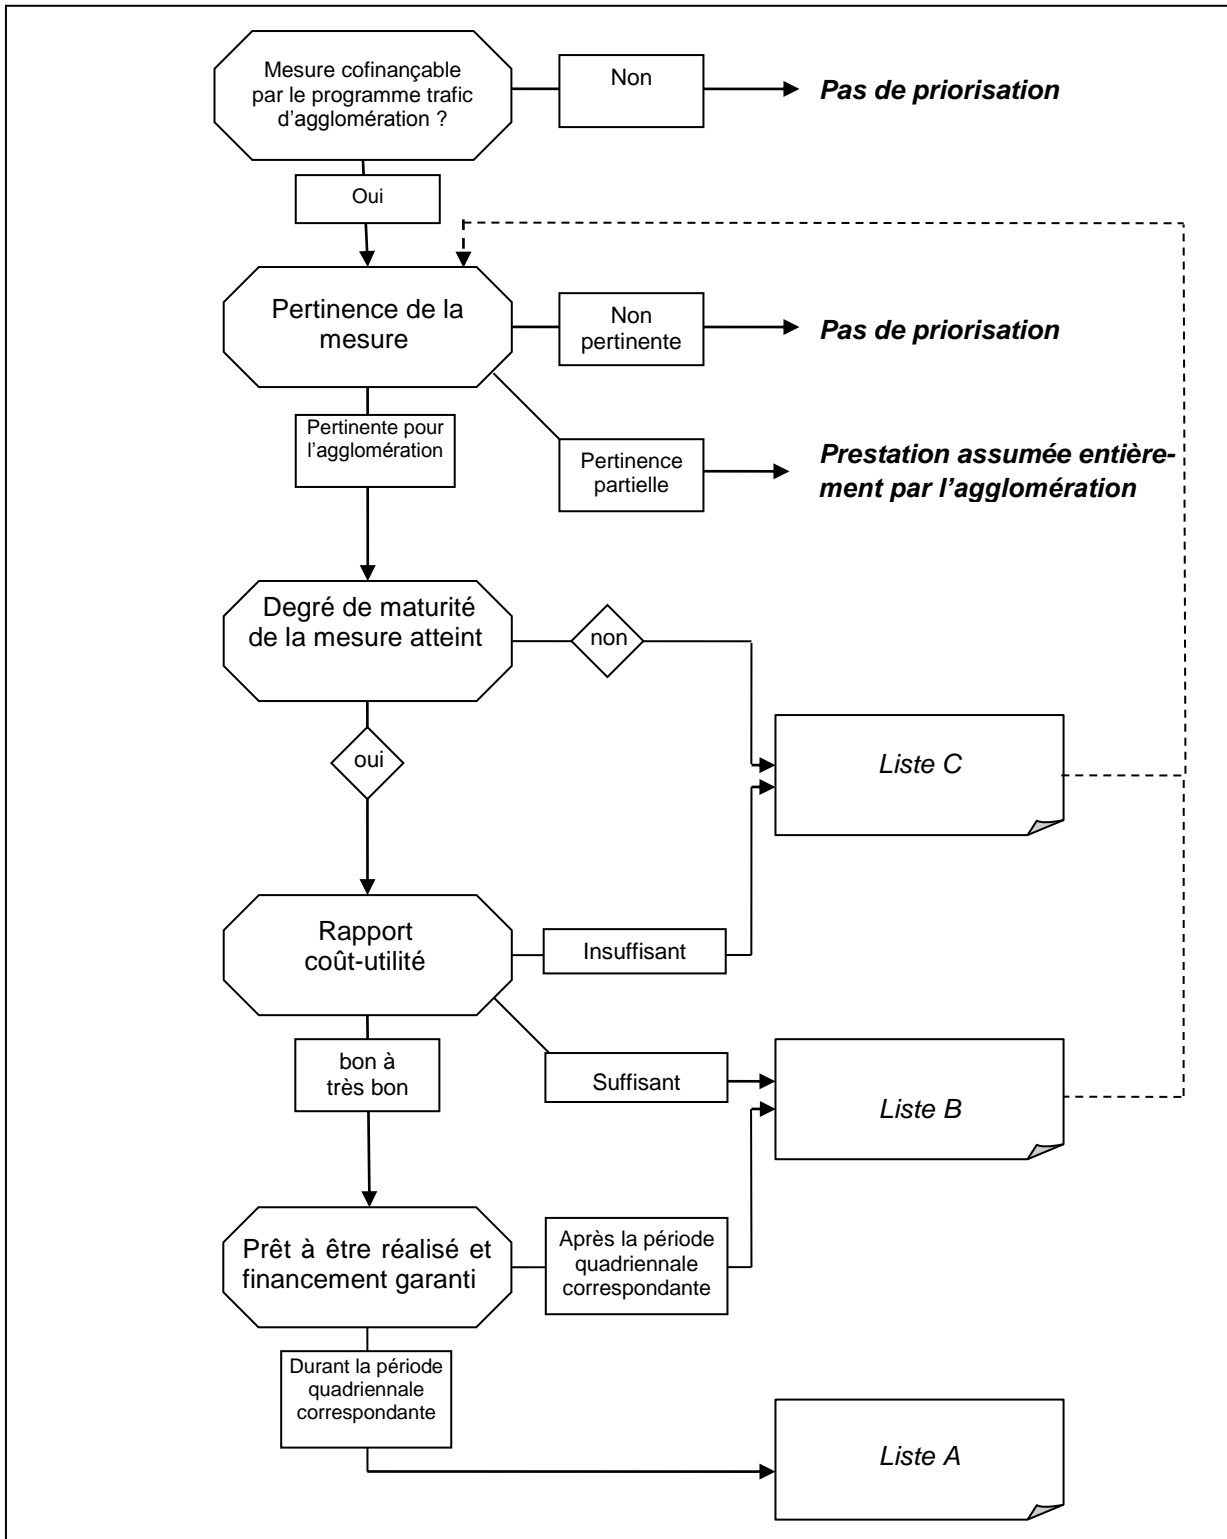 Mesure cofinançable
par le programme trafic
d'agglomération ?
Non
Pas de priorisation
Oui
Pertinence de la
mesure
Non
pertinente
Pas de priorisation
Pertinente pour
l'agglomération
Pertinence
partielle
Prestation assumée entière-
ment par l'agglomération
Degré de maturité
de la mesure atteint
non
oui
Liste C
Rapport
coût-utilité
Insuffisant
bon à
très bon
Suffisant
Liste B
Prêt à être réalisé et
financement garanti
Après la période
quadriennale
correspondante
Durant la période
quadriennale
correspondante
Liste A